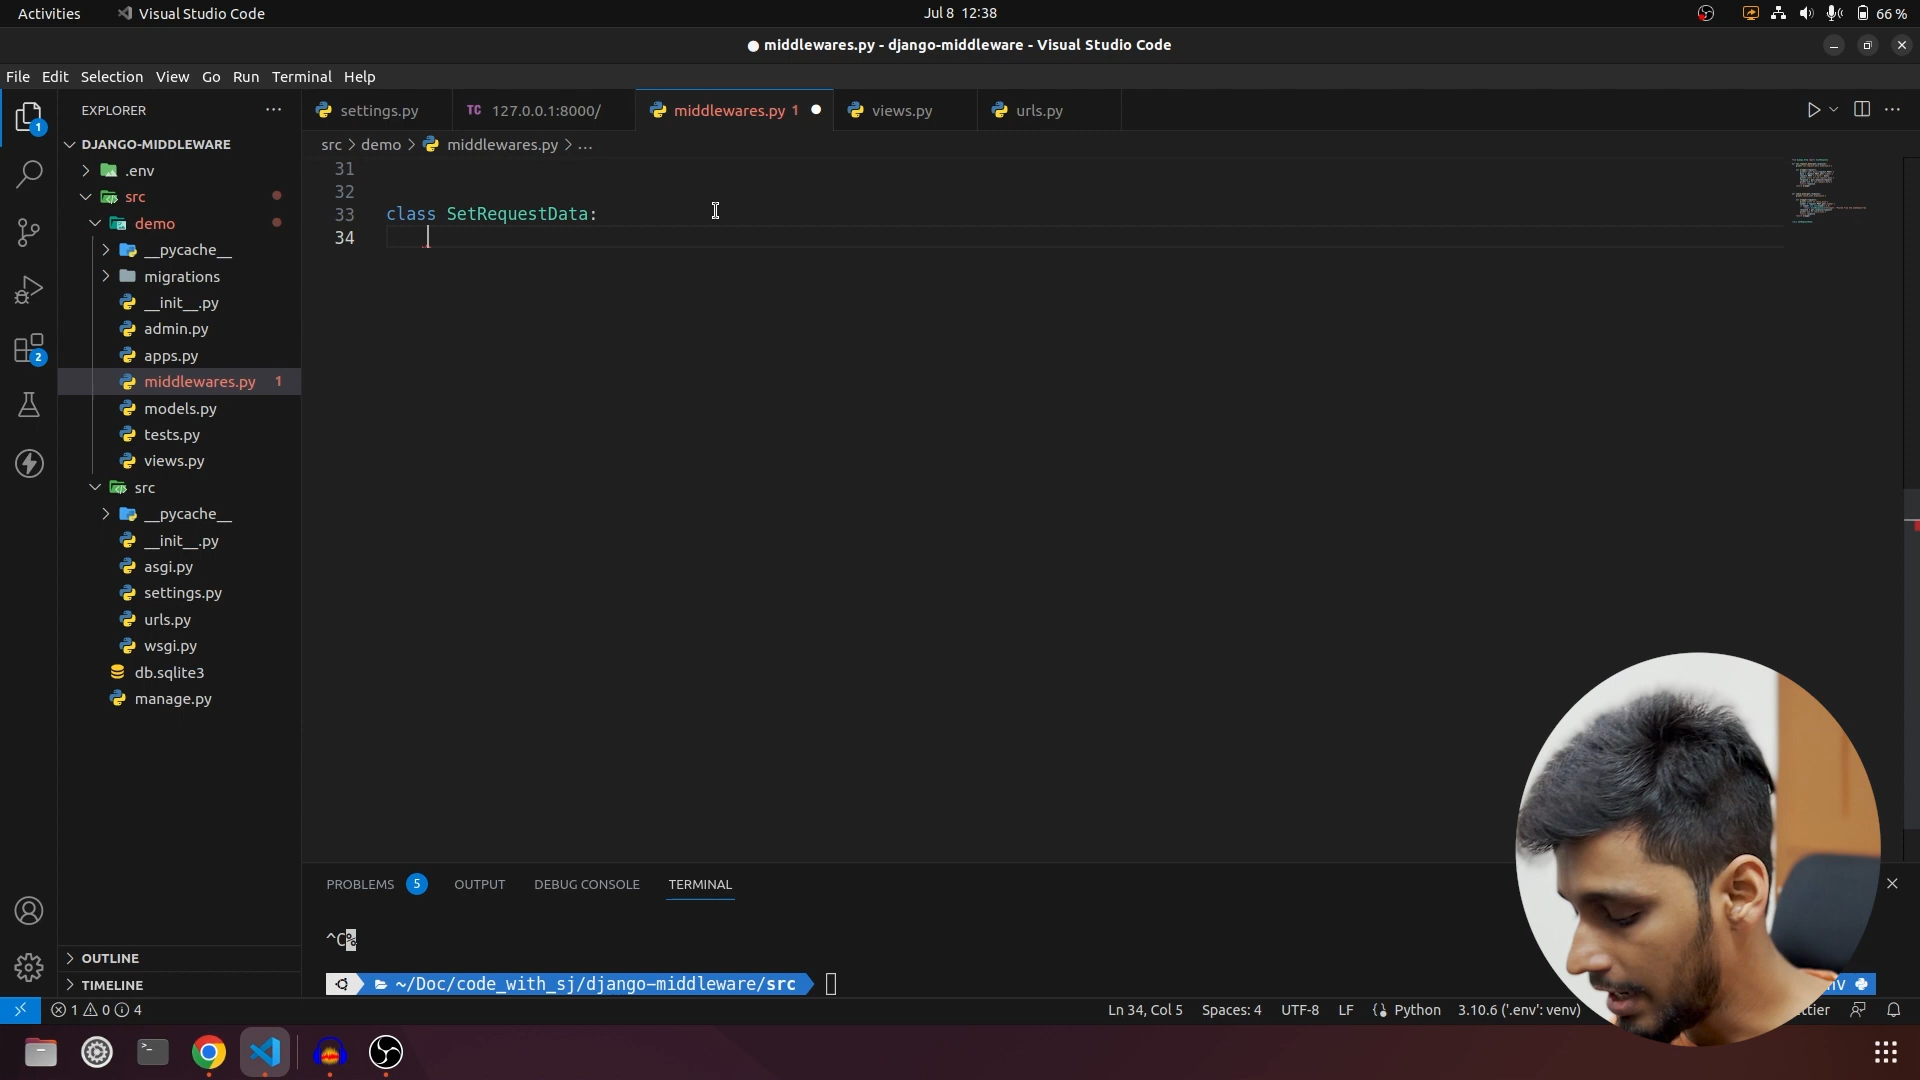 Activities
Visual Studio Code
Jul 8 12:38
66 %
middlewares.py - django-middleware - Visual Studio Code
File Edit Selection View Go Run Terminal Help
EXPLORER
settings.py
TC 127.0.0.1:8000/
middlewares.py 1
views.py
urls.py
src > demo > middlewares.py > ...
DJANGO-MIDDLEWARE
.env
src
demo
__pycache__
migrations
__init__.py
admin.py
apps.py
middlewares.py 1
models.py
tests.py
views.py
src
__pycache__
__init__.py
asgi.py
settings.py
urls.py
wsgi.py
db.sqlite3
manage.py
OUTLINE
TIMELINE
1
2
31
32
33 class SetRequestData:
34
PROBLEMS 5 OUTPUT DEBUG CONSOLE TERMINAL
^C%
~/Doc/code_with_sj/django-middleware/src
1 0 4
Ln 34, Col 5 Spaces: 4 UTF-8 LF Python 3.10.6 ('.env': venv)